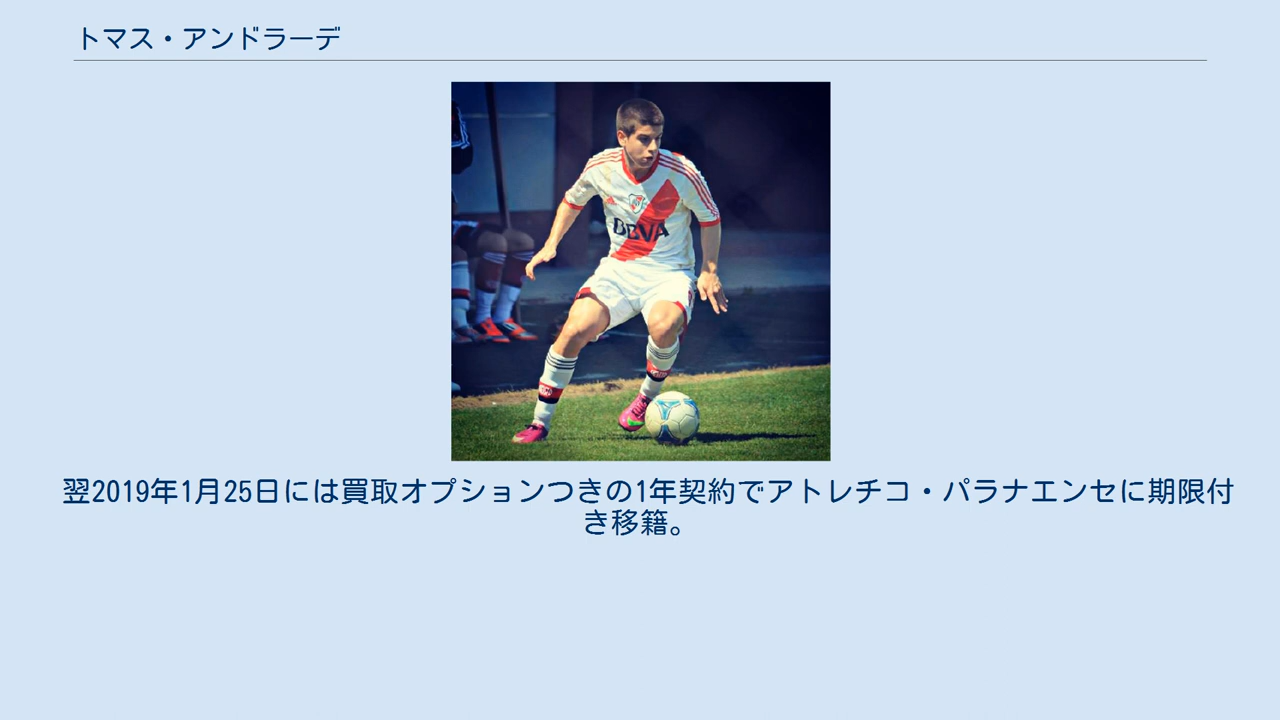 トマス・アンドラーデ
BBVA
翌2019年1月25日には買取オプションつきの1年契約でアトレチコ・パラナエンセに期限付
き移籍。